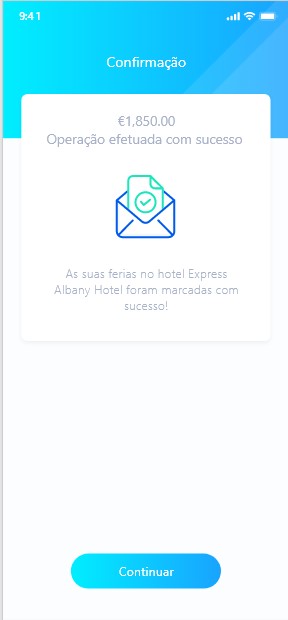 9:41
Confirmação
€1,850.00
Operação efetuada com sucesso
As suas ferias no hotel Express
Albany Hotel foram marcadas com
sucesso!
Continuar